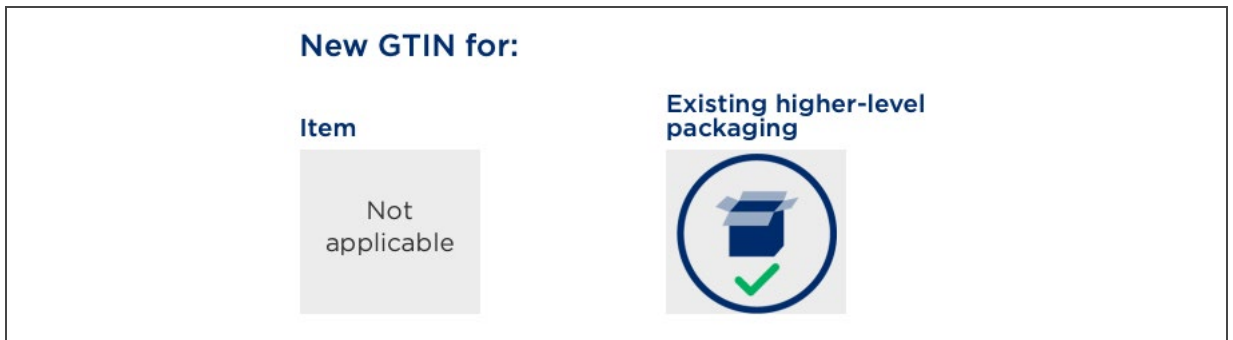 New GTIN for:
Item
Existing higher-level
packaging
Not
applicable